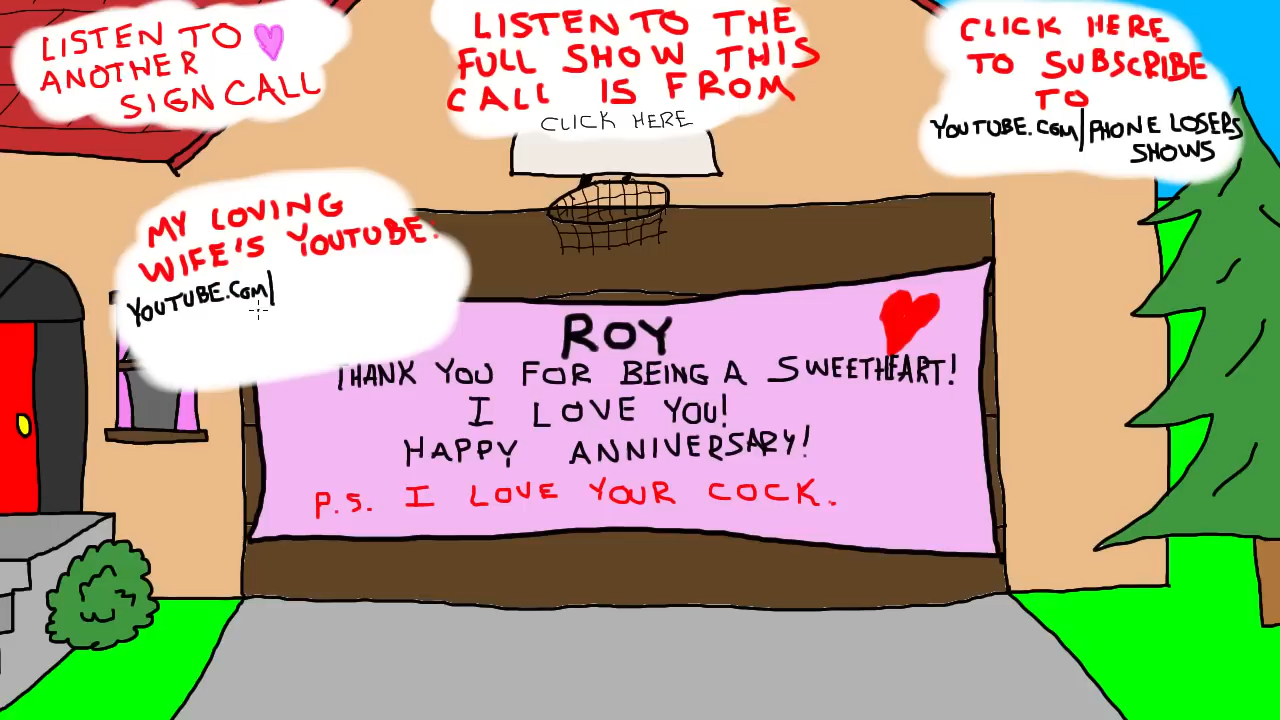 LISTEN TO
ANOTHER
SIGN CALL
LISTEN TO THE
FULL SHOW THIS
CALL IS FROM
CLICK HERE
CLICK HERE
TO SUBSCRIBE
TO
YOUTUBE.COM/PHONE LOSERS
SHOWS
MY LOVING
WIFE'S YOUTUBE.
YOUTUBE.COM/
ROY
THANK YOU FOR BEING A SWEETHEART!
I LOVE YOU!
HAPPY ANNIVERSARY!
P.S. I LOVE YOUR COCK.